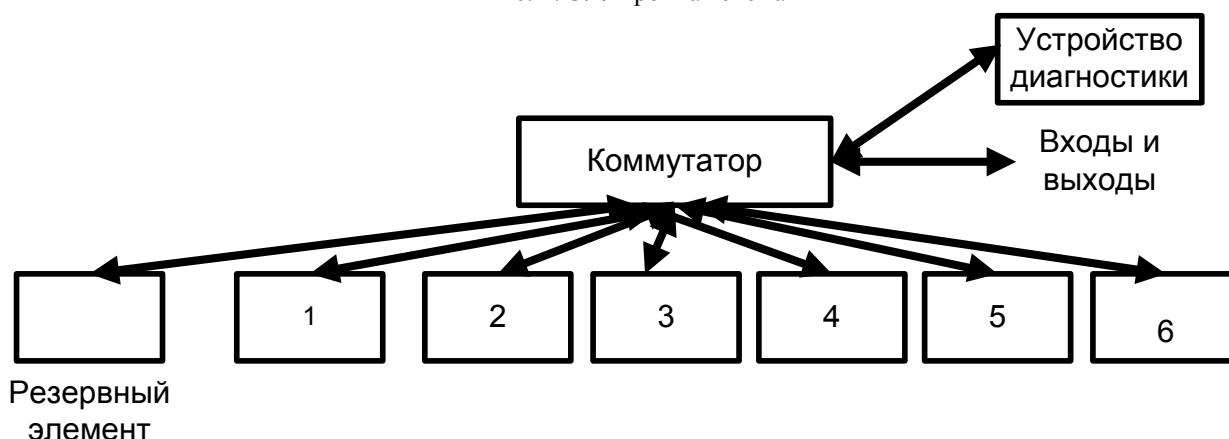 Устройство
диагностики
Коммутатор
Входы и
выходы
1
2
3
4
5
6
Резервный
элемент